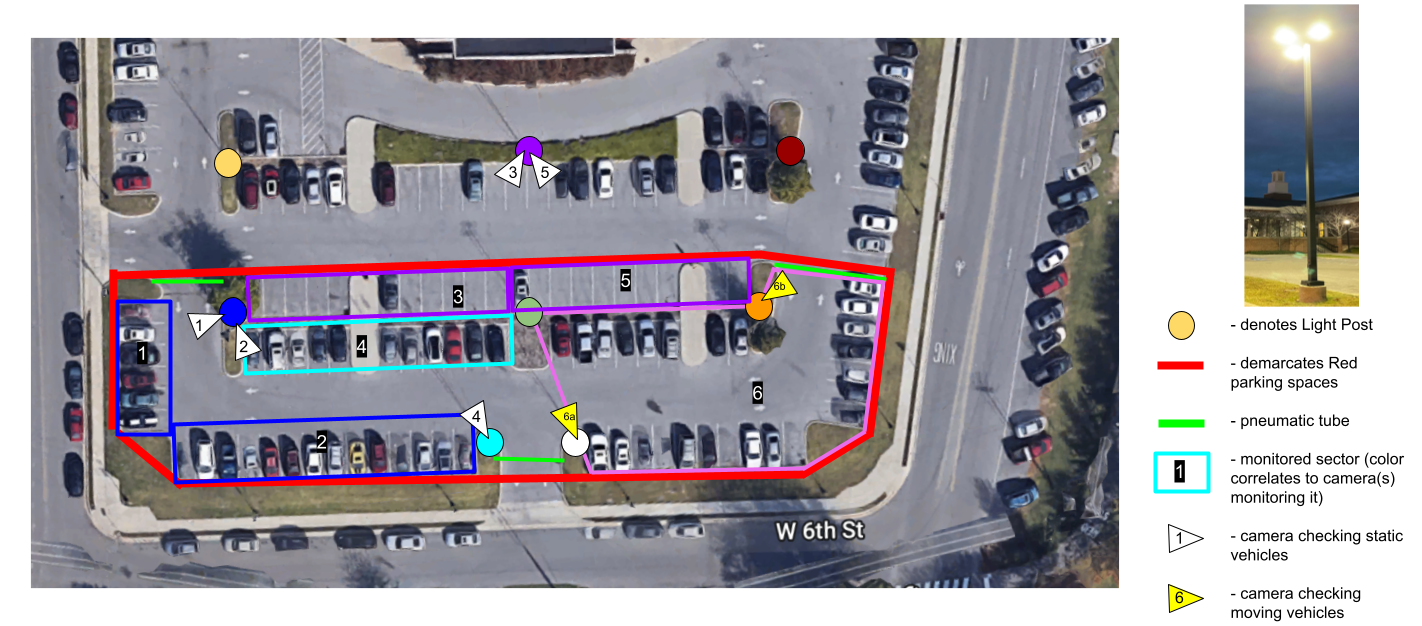 3
5
6b
5
3
1
2
1
4
XING
6
6a
4
2
W 6th St
- denotes Light Post
- demarcates Red
parking spaces
- pneumatic tube
1
- monitored sector (color
correlates to camera(s)
monitoring it)
1
- camera checking static
vehicles
6
- camera checking
moving vehicles